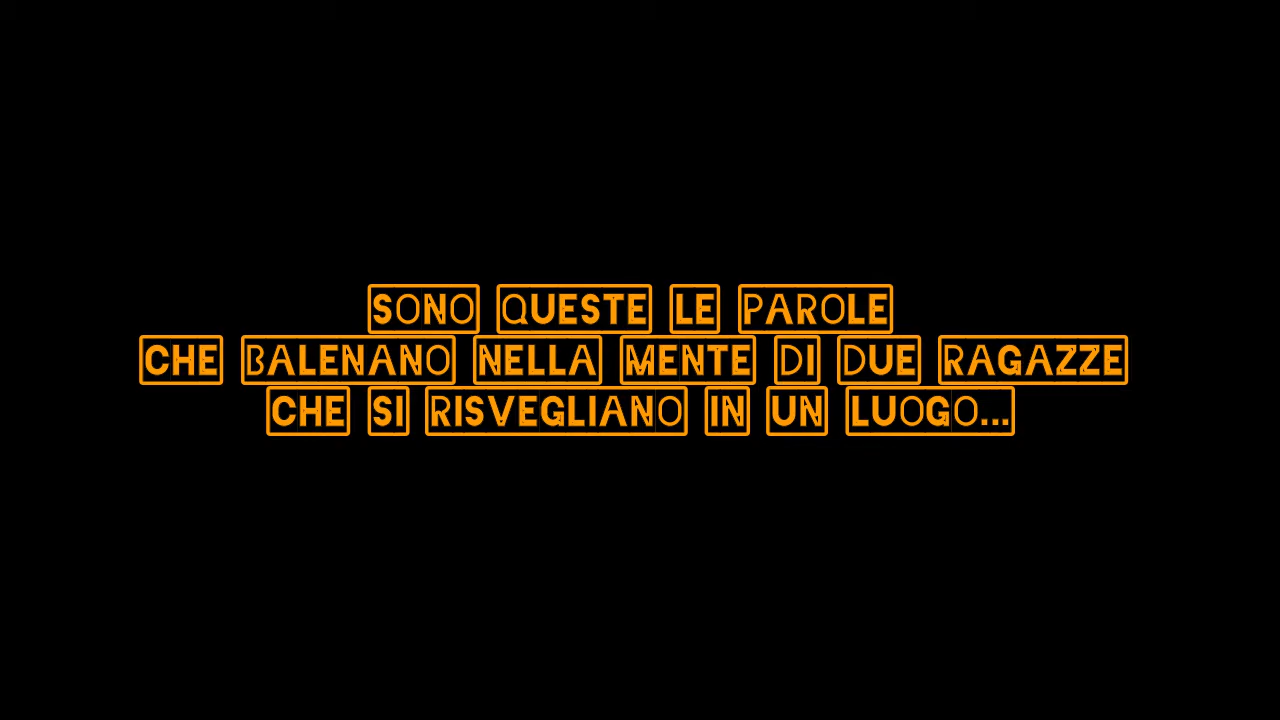 SONO QUESTE LE PAROLE
CHE BALENANO NELLA MENTE DI DUE RAGAZZE
CHE SI RISVEGLIANO IN UN LUOGO...